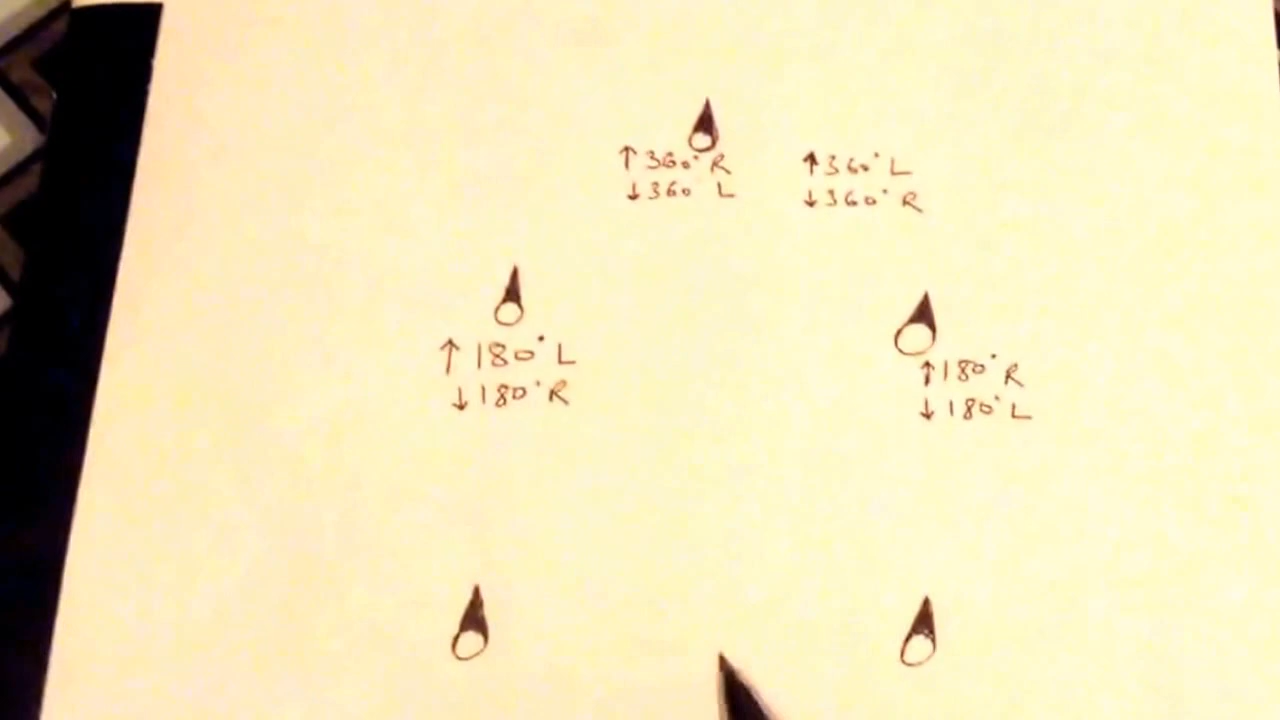 ↑360° R
↓360 L
↑360° L
↓360° R
↑ 180° L
↓180° R
↑180° R
↓ 180° L